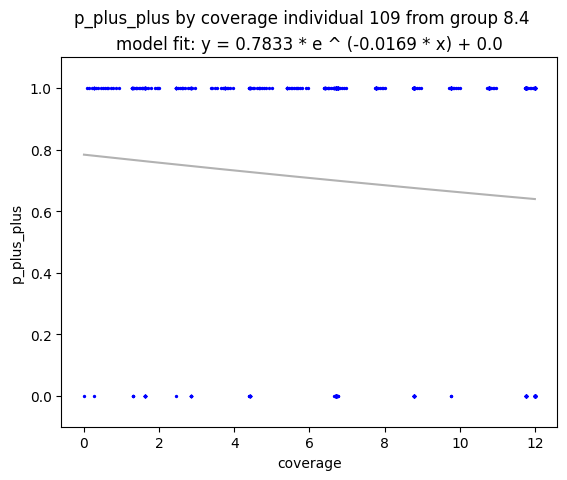 p_plus_plus by coverage individual 109 from group 8.4
model fit: y = 0.7833 * e ^ (-0.0169 * x) + 0.0
1.0
0.8
0.6
0.4
0.2
0.0
p_plus_plus
0 2 4 6 8 10 12
coverage